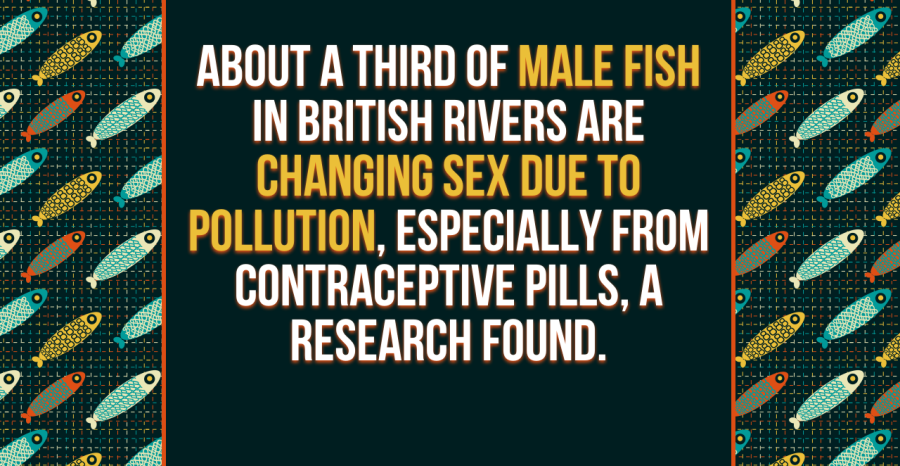 ABOUT A THIRD OF MALE FISH
IN BRITISH RIVERS ARE
CHANGING SEX DUE TO
POLLUTION, ESPECIALLY FROM
CONTRACEPTIVE PILLS, A
RESEARCH FOUND.